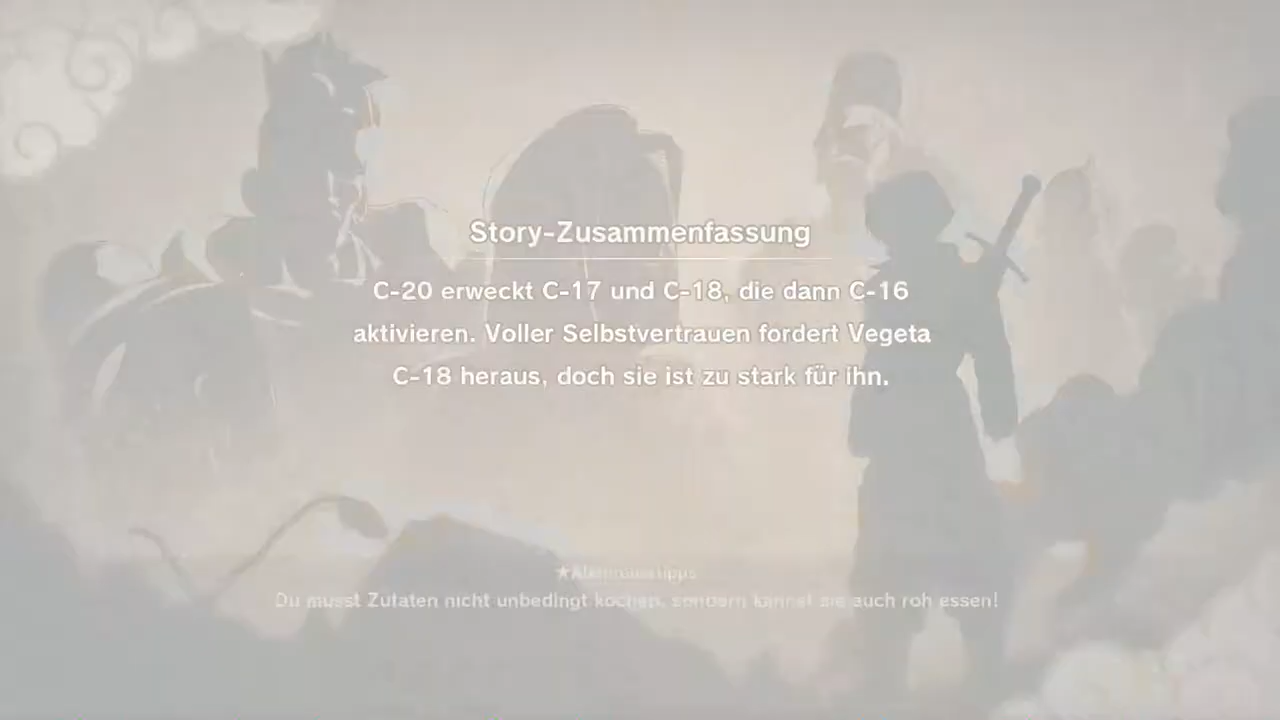 Story-Zusammenfassung
C-20 erweckt C-17 und C-18, die dann C-16
aktivieren. Voller Selbstvertrauen fordert Vegeta
C-18 heraus, doch sie ist zu stark für ihn.
Du musst Zutaten nicht unbedingt kochen, sondern kannst sie auch roh essen!